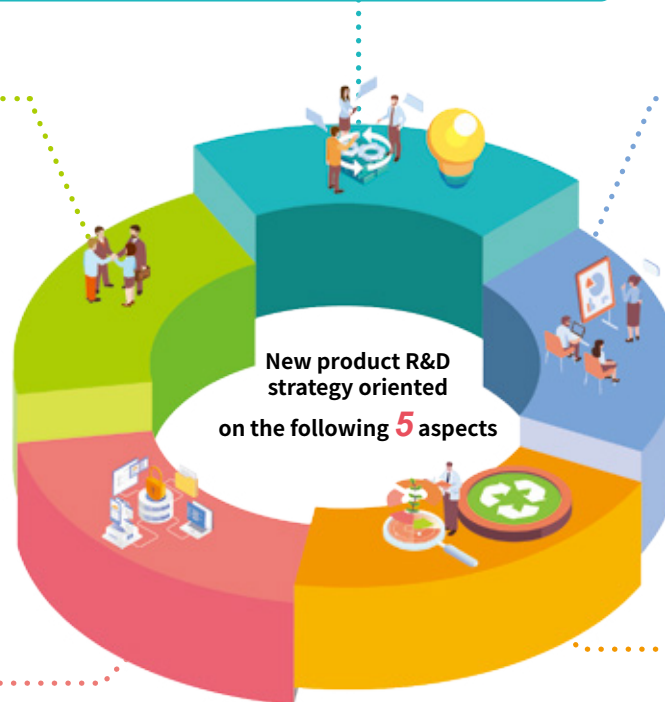 New product R&D
strategy oriented
on the following 5 aspects